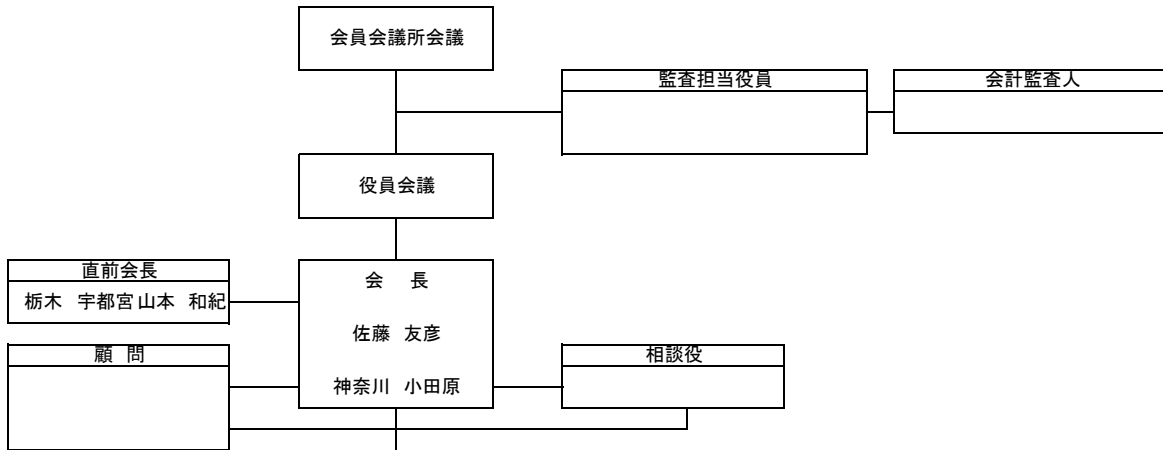 会員会議所会議
監査担当役員
会計監査人
役員会議
直前会長
栃木 宇都宮 山本 和紀
会 長
佐藤 友彦
神奈川 小田原
顧 問
相談役